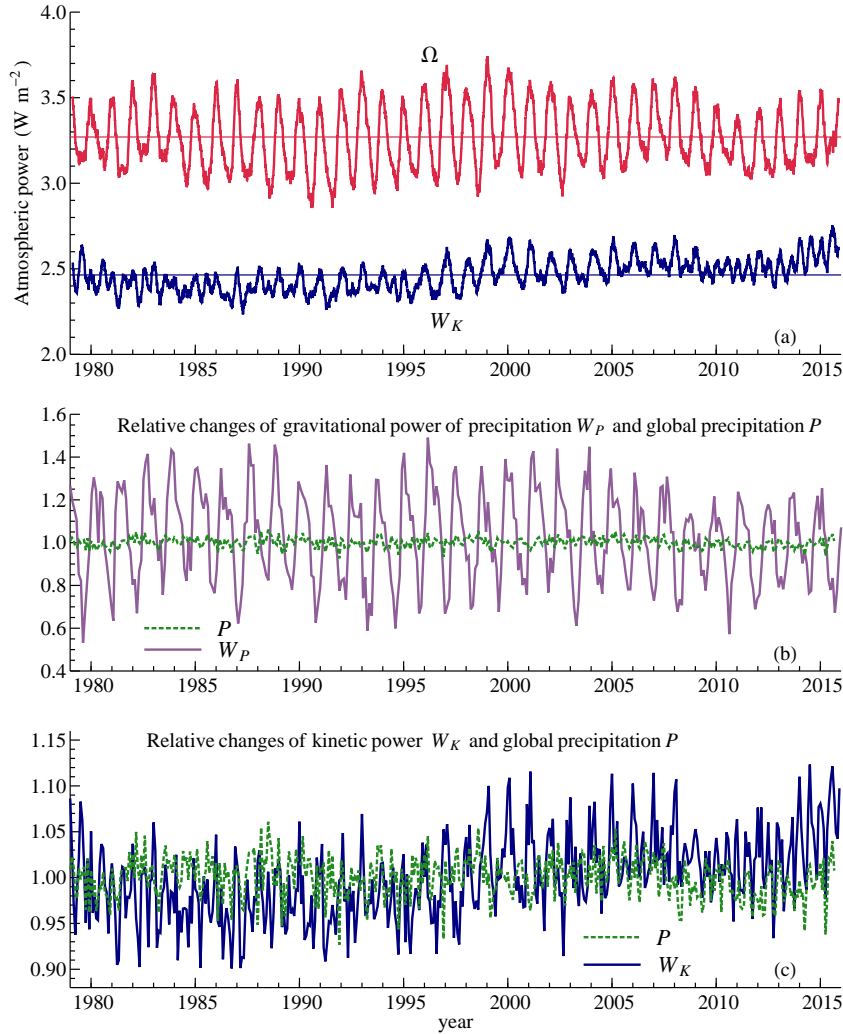 4.0
Ω
3.5
3.0
2.5
2.0
Atmospheric power (W m⁻²)
W_K
(a)
1980 1985 1990 1995 2000 2005 2010 2015
1.6
Relative changes of gravitational power of precipitation W_P and global precipitation P
1.4
1.2
1.0
0.8
0.6
0.4
P
W_P
(b)
1980 1985 1990 1995 2000 2005 2010 2015
1.15
Relative changes of kinetic power W_K and global precipitation P
1.10
1.05
1.00
0.95
0.90
P
W_K
(c)
1980 1985 1990 1995 2000 2005 2010 2015
year